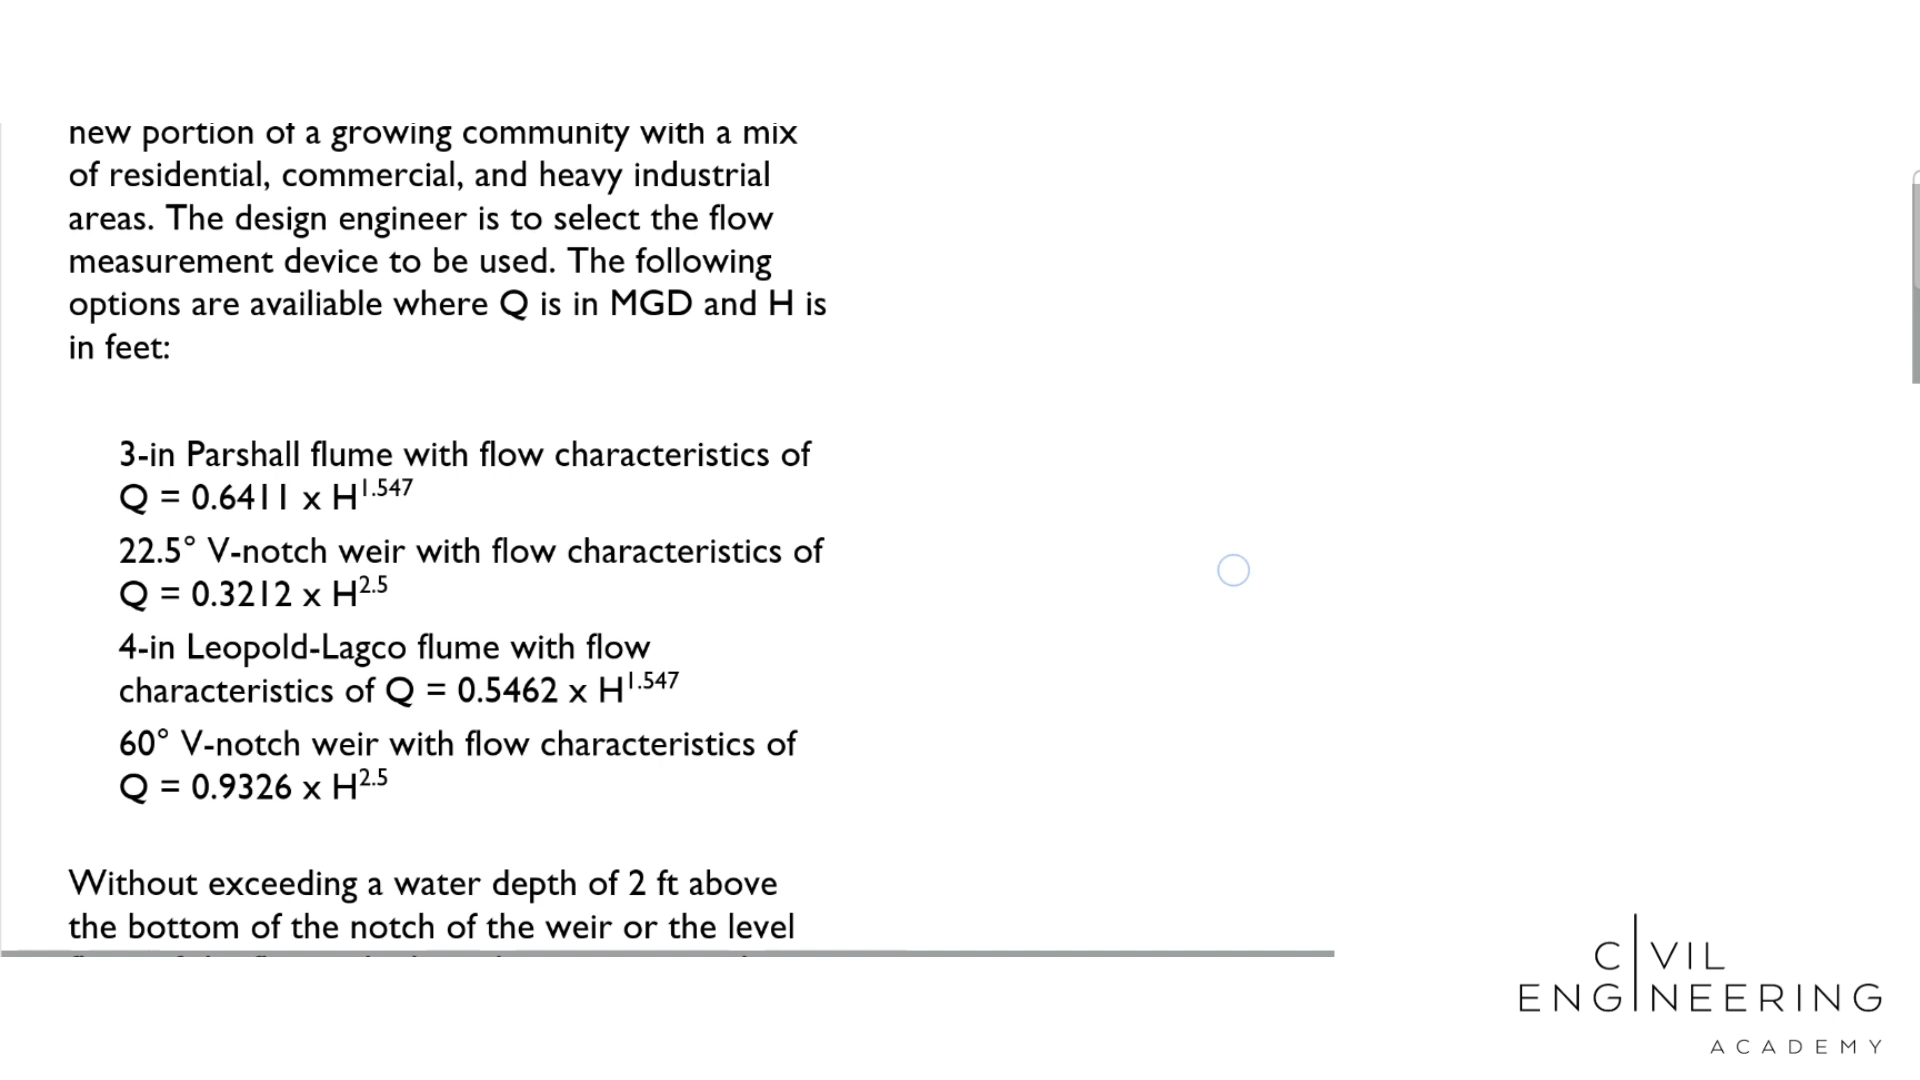 new portion of a growing community with a mix
of residential, commercial, and heavy industrial
areas. The design engineer is to select the flow
measurement device to be used. The following
options are availiable where Q is in MGD and H is
in feet:
3-in Parshall flume with flow characteristics of
Q = 0.6411 x H^1.547
22.5° V-notch weir with flow characteristics of
Q = 0.3212 x H^2.5
4-in Leopold-Lagco flume with flow
characteristics of Q = 0.5462 x H^1.547
60° V-notch weir with flow characteristics of
Q = 0.9326 x H^2.5
Without exceeding a water depth of 2 ft above
the bottom of the notch of the weir or the level
CIVIL
ENGINEERING
ACADEMY